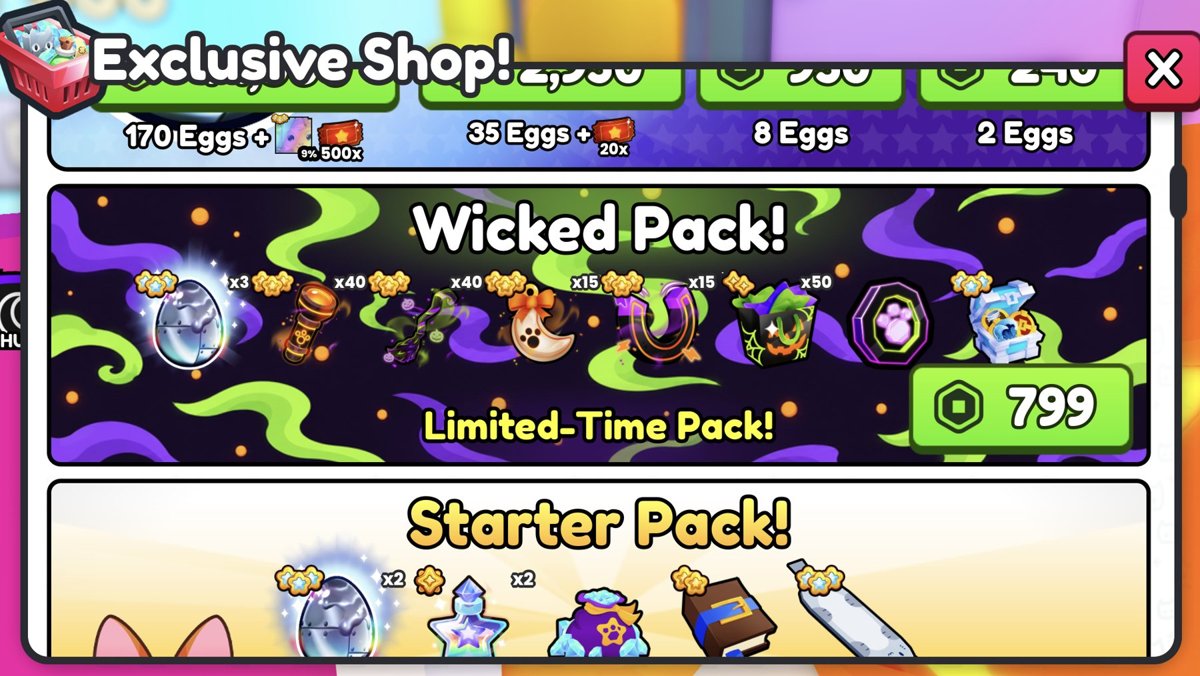 Exclusive Shop!
170 Eggs + 9% 500x
35 Eggs + 20x
8 Eggs
2 Eggs
Wicked Pack!
x3 x40 x40 x15 x15 x50
Limited-Time Pack!
799
Starter Pack!
x2 x2